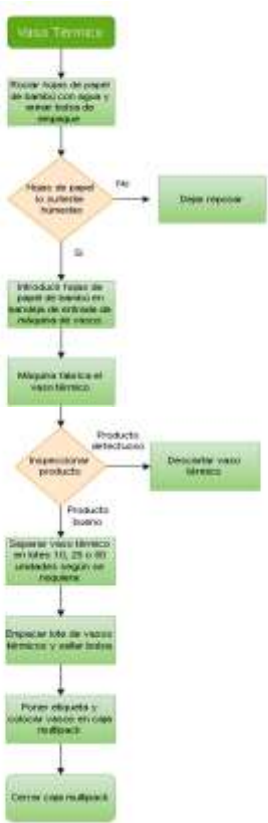 Vaso Térmico
Rociar hojas de papel
de bambú con agua y
armar bolsa de
empaque
Hojas de papel
lo suficiente
humedas
No
Dejar reposar
Si
Introducir hojas de
papel de bambú en
bandeja de entrada de
máquina de vasos.
Máquina fabrica el
vaso térmico
Inspeccionar
producto
Producto
defectuoso
Descartar vaso
térmico
Producto
bueno
Separar vaso térmico
en lotes 10, 25 o 50
unidades según se
requiera
Empacar lote de vasos
térmicos y sellar bolsa
Poner etiqueta y
colocar vasos en caja
multipack
Cerrar caja multipack